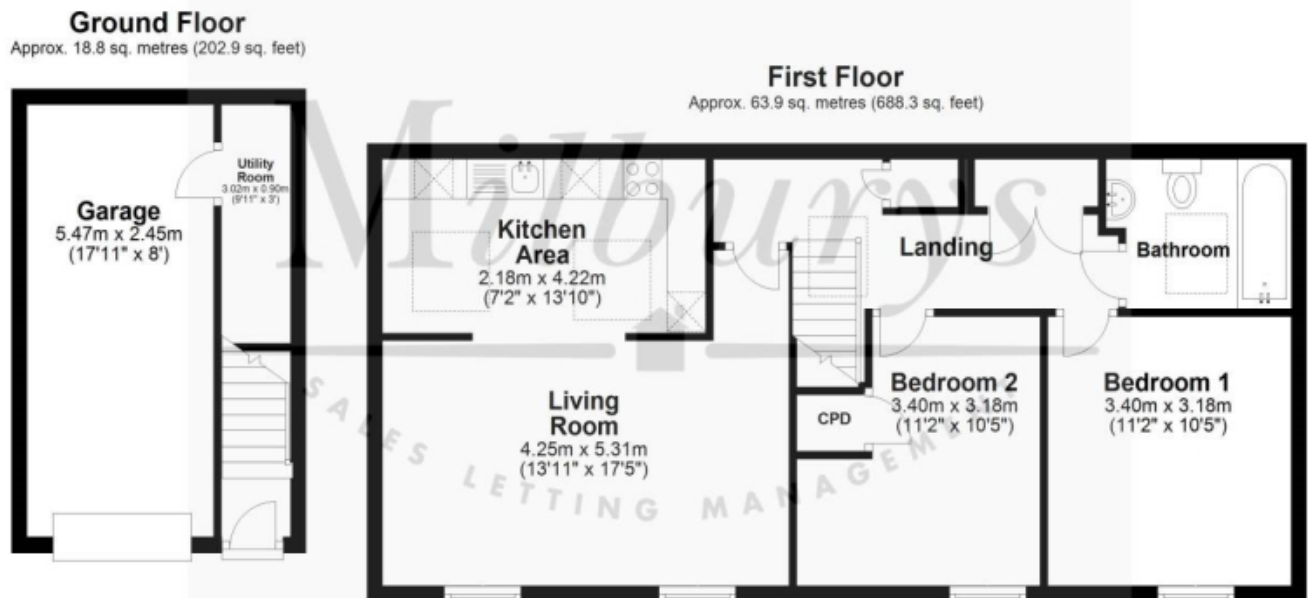 Ground Floor
Approx. 18.8 sq. metres (202.9 sq. feet)
Garage
5.47m x 2.45m
(17'11" x 8')
Utility
Room
3.02m x 0.90m
(9'11" x 3')
First Floor
Approx. 63.9 sq. metres (688.3 sq. feet)
Kitchen
Area
2.18m x 4.22m
(7'2" x 13'10")
Landing
Bathroom
Living
Room
4.25m x 5.31m
(13'11" x 17'5")
CPD
Bedroom 2
3.40m x 3.18m
(11'2" x 10'5")
Bedroom 1
3.40m x 3.18m
(11'2" x 10'5")
Milburys
SALES LETTING MANAGEMENT